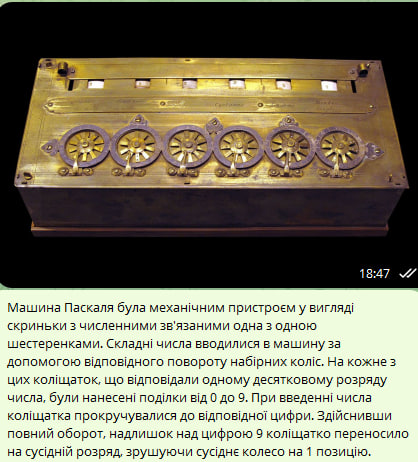 18:47
Машина Паскаля була механічним пристроєм у вигляді
скриньки з численними зв'язаними одна з одною
шестеренками. Складні числа вводилися в машину за
допомогою відповідного повороту набірних коліс. На кожне з
цих коліщаток, що відповідали одному десятковому розряду
числа, були нанесені поділки від 0 до 9. При введенні числа
коліщатка прокручувалися до відповідної цифри. Здійснивши
повний оборот, надлишок над цифрою 9 коліщатко переносило
на сусідній розряд, зрушуючи сусіднє колесо на 1 позицію.